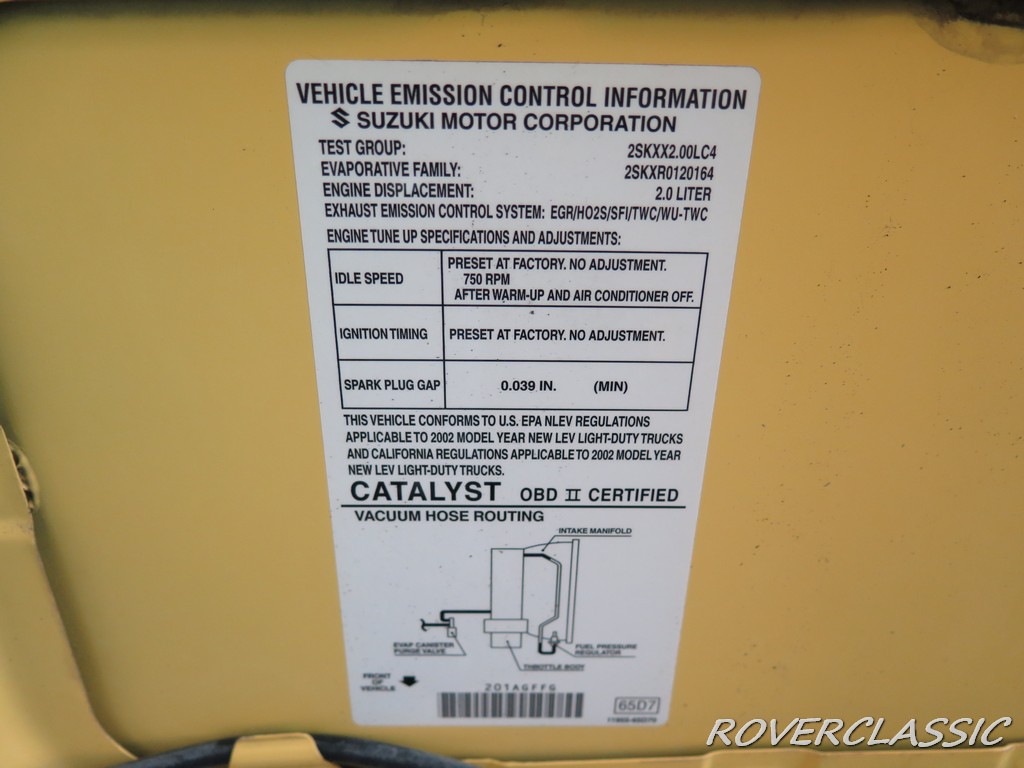 VEHICLE EMISSION CONTROL INFORMATION
SUZUKI MOTOR CORPORATION
TEST GROUP: 2SKXX2.00LC4
EVAPORATIVE FAMILY: 2SKXR0120164
ENGINE DISPLACEMENT: 2.0 LITER
EXHAUST EMISSION CONTROL SYSTEM: EGR/HO2S/SFI/TWC/WU-TWC
ENGINE TUNE UP SPECIFICATIONS AND ADJUSTMENTS:
IDLE SPEED
PRESET AT FACTORY. NO ADJUSTMENT.
750 RPM
AFTER WARM-UP AND AIR CONDITIONER OFF.
IGNITION TIMING
PRESET AT FACTORY. NO ADJUSTMENT.
SPARK PLUG GAP
0.039 IN. (MIN)
THIS VEHICLE CONFORMS TO U.S. EPA NLEV REGULATIONS
APPLICABLE TO 2002 MODEL YEAR NEW LEV LIGHT-DUTY TRUCKS
AND CALIFORNIA REGULATIONS APPLICABLE TO 2002 MODEL YEAR
NEW LEV LIGHT-DUTY TRUCKS.
CATALYST OBD II CERTIFIED
VACUUM HOSE ROUTING
INTAKE MANIFOLD
EVAP CANISTER
PURGE VALVE
FUEL PRESSURE
REGULATOR
THROTTLE BODY
FRONT
OF
VEHICLE
201AGFFG
65D7
ROVERCLASSIC